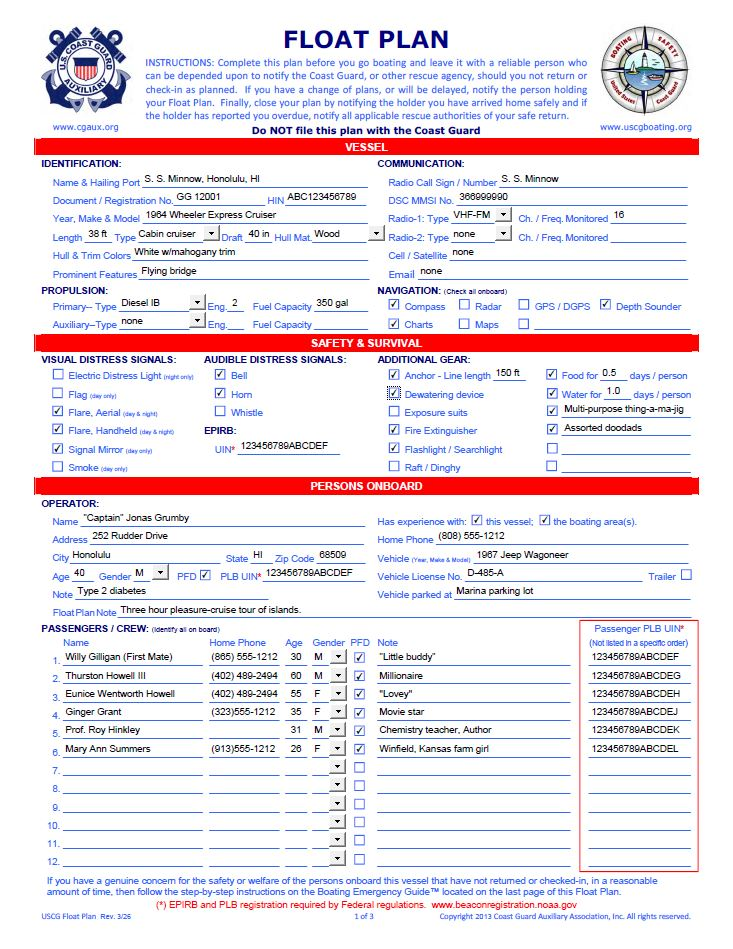 U.S. COAST GUARD
AUXILIARY
www.cgaux.org
FLOAT PLAN
INSTRUCTIONS: Complete this plan before you go boating and leave it with a reliable person who
can be depended upon to notify the Coast Guard, or other rescue agency, should you not return or
check-in as planned. If you have a change of plans, or will be delayed, notify the person holding
your Float Plan. Finally, close your plan by notifying the holder you have arrived home safely and if
the holder has reported you overdue, notify all applicable rescue authorities of your safe return.
Do NOT file this plan with the Coast Guard
BOATING SAFETY
United States Coast Guard
www.uscgboating.org
VESSEL
IDENTIFICATION:
Name & Hailing Port S. S. Minnow, Honolulu, HI
Document / Registration No. GG 12001 HIN ABC123456789
Year, Make & Model 1964 Wheeler Express Cruiser
Length 38 ft Type Cabin cruiser Draft 40 in Hull Mat. Wood
Hull & Trim Colors White w/mahogany trim
Prominent Features Flying bridge
COMMUNICATION:
Radio Call Sign / Number S. S. Minnow
DSC MMSI No. 366999990
Radio-1: Type VHF-FM Ch. / Freq. Monitored 16
Radio-2: Type none Ch. / Freq. Monitored
Cell / Satellite none
Email none
PROPULSION:
Primary-- Type Diesel IB Eng. 2 Fuel Capacity 350 gal
Auxiliary--Type none Eng. Fuel Capacity
NAVIGATION: (Check all onboard)
Compass Radar GPS / DGPS Depth Sounder
Charts Maps
SAFETY & SURVIVAL
VISUAL DISTRESS SIGNALS:
Electric Distress Light (night only)
Flag (day only)
Flare, Aerial (day & night)
Flare, Handheld (day & night)
Signal Mirror (day only)
Smoke (day only)
AUDIBLE DISTRESS SIGNALS:
Bell
Horn
Whistle
EPIRB:
UIN* 123456789ABCDEF
ADDITIONAL GEAR:
Anchor - Line length 150 ft Food for 0.5 days / person
Dewatering device Water for 1.0 days / person
Exposure suits Multi-purpose thing-a-ma-jig
Fire Extinguisher Assorted doodads
Flashlight / Searchlight
Raft / Dinghy
PERSONS ONBOARD
OPERATOR:
Name "Captain" Jonas Grumby
Address 252 Rudder Drive
City Honolulu State HI Zip Code 68509
Age 40 Gender M PFD PLB UIN* 123456789ABCDEF
Note Type 2 diabetes
Float Plan Note Three hour pleasure-cruise tour of islands.
Has experience with: this vessel; the boating area(s).
Home Phone (808) 555-1212
Vehicle (Year, Make & Model) 1967 Jeep Wagoneer
Vehicle License No. D-485-A Trailer
Vehicle parked at Marina parking lot
PASSENGERS / CREW: (Identify all on board)
Passenger PLB UIN*
Name Home Phone Age Gender PFD Note (Not listed in a specific order)
1. Willy Gilligan (First Mate) (865) 555-1212 30 M "Little buddy" 123456789ABCDEF
2. Thurston Howell III (402) 489-2494 60 M Millionaire 123456789ABCDEG
3. Eunice Wentworth Howell (402) 489-2494 55 F "Lovey" 123456789ABCDEH
4. Ginger Grant (323)555-1212 35 F Movie star 123456789ABCDEJ
5. Prof. Roy Hinkley 31 M Chemistry teacher, Author 123456789ABCDEK
6. Mary Ann Summers (913)555-1212 26 F Winfield, Kansas farm girl 123456789ABCDEL
7.
8.
9.
10.
11.
12.
If you have a genuine concern for the safety or welfare of the persons onboard this vessel that have not returned or checked-in, in a reasonable
amount of time, then follow the step-by-step instructions on the Boating Emergency Guide™ located on the last page of this Float Plan.
(*) EPIRB and PLB registration required by Federal regulations. www.beaconregistration.noaa.gov
USCG Float Plan Rev. 3/26 1 of 3 Copyright 2013 Coast Guard Auxiliary Association, Inc. All rights reserved.